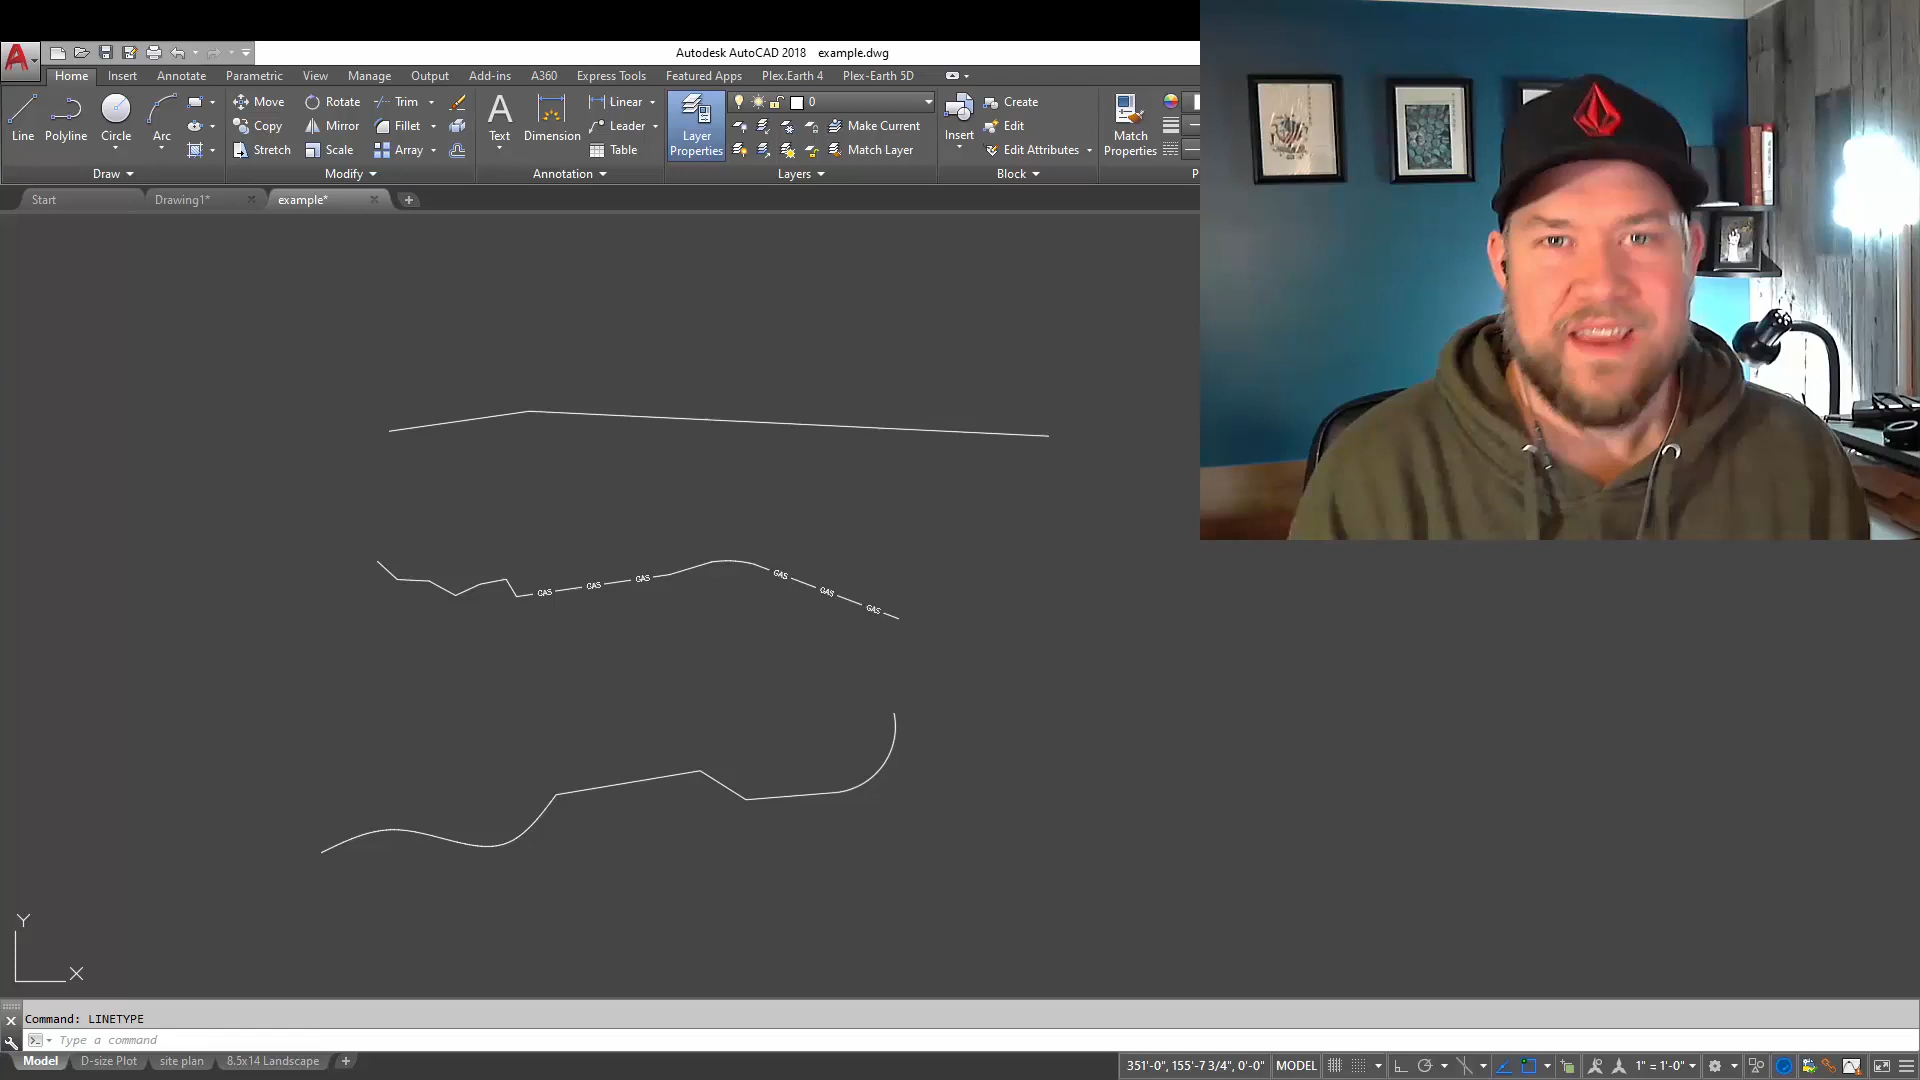 Autodesk AutoCAD 2018 example.dwg
Home Insert Annotate Parametric View Manage Output Add-ins A360 Express Tools Featured Apps Plex.Earth 4 Plex-Earth 5D
Line Polyline Circle Arc
Move Rotate Trim
Copy Mirror Fillet
Stretch Scale Array
Text Dimension
Linear
Leader
Table
Layer Properties
0
Make Current
Match Layer
Insert
Create
Edit
Edit Attributes
Match Properties
Draw Modify Annotation Layers Block P
Start Drawing1* example*
GAS GAS GAS GAS GAS GAS
Y
X
Command: LINETYPE
Type a command
Model D-size Plot site plan 8.5x14 Landscape
351'-0", 155'-7 3/4", 0'-0" MODEL 1" = 1'-0"